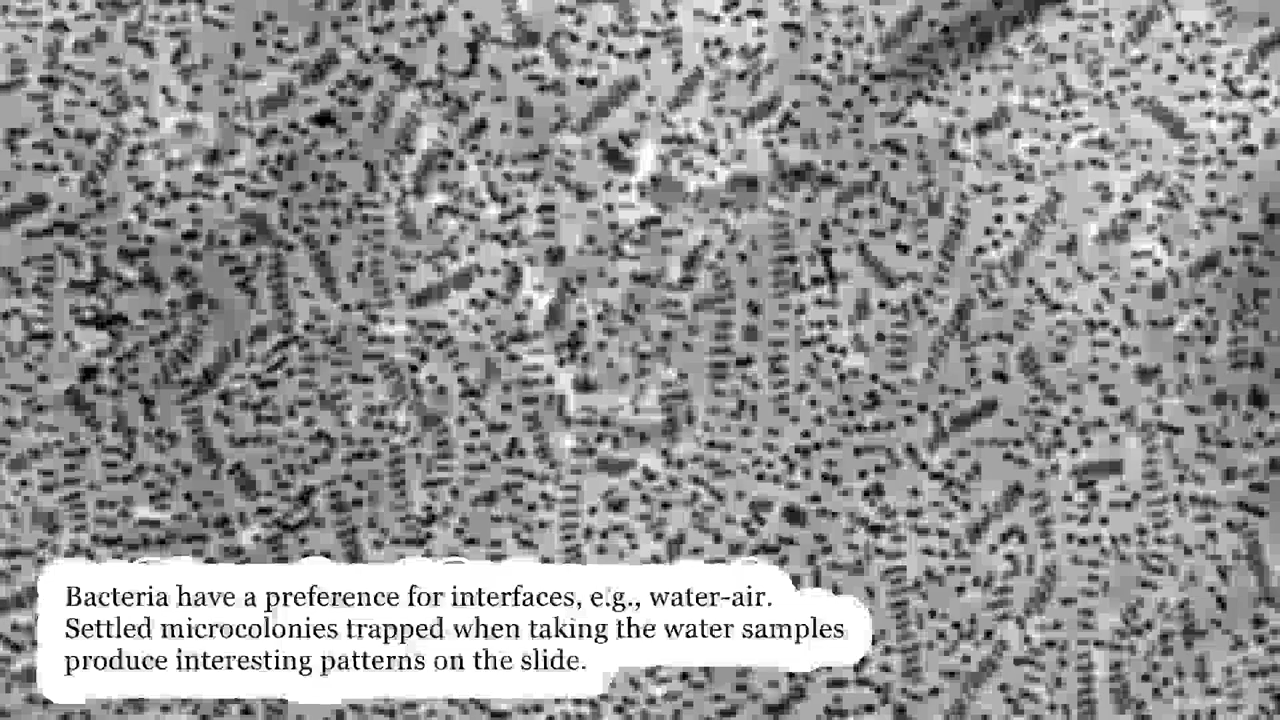 Bacteria have a preference for interfaces, e.g., water-air.
Settled microcolonies trapped when taking the water samples
produce interesting patterns on the slide.